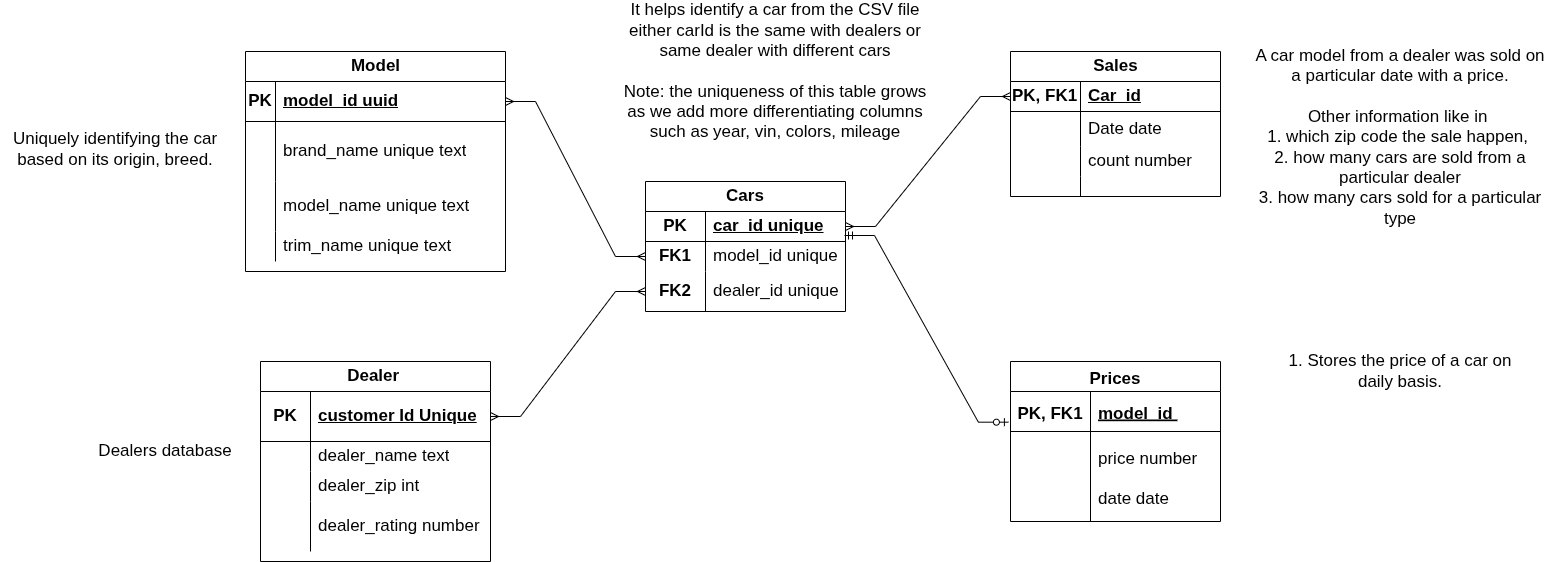 It helps identify a car from the CSV file
either carId is the same with dealers or
same dealer with different cars
Note: the uniqueness of this table grows
as we add more differentiating columns
such as year, vin, colors, mileage
Uniquely identifying the car
based on its origin, breed.
Model
PK model_id uuid
brand_name unique text
model_name unique text
trim_name unique text
Cars
PK car_id unique
FK1 model_id unique
FK2 dealer_id unique
Sales
PK, FK1 Car_id
Date date
count number
A car model from a dealer was sold on
a particular date with a price.
Other information like in
1. which zip code the sale happen,
2. how many cars are sold from a
particular dealer
3. how many cars sold for a particular
type
Dealers database
Dealer
PK customer Id Unique
dealer_name text
dealer_zip int
dealer_rating number
Prices
PK, FK1 model_id
price number
date date
1. Stores the price of a car on
daily basis.